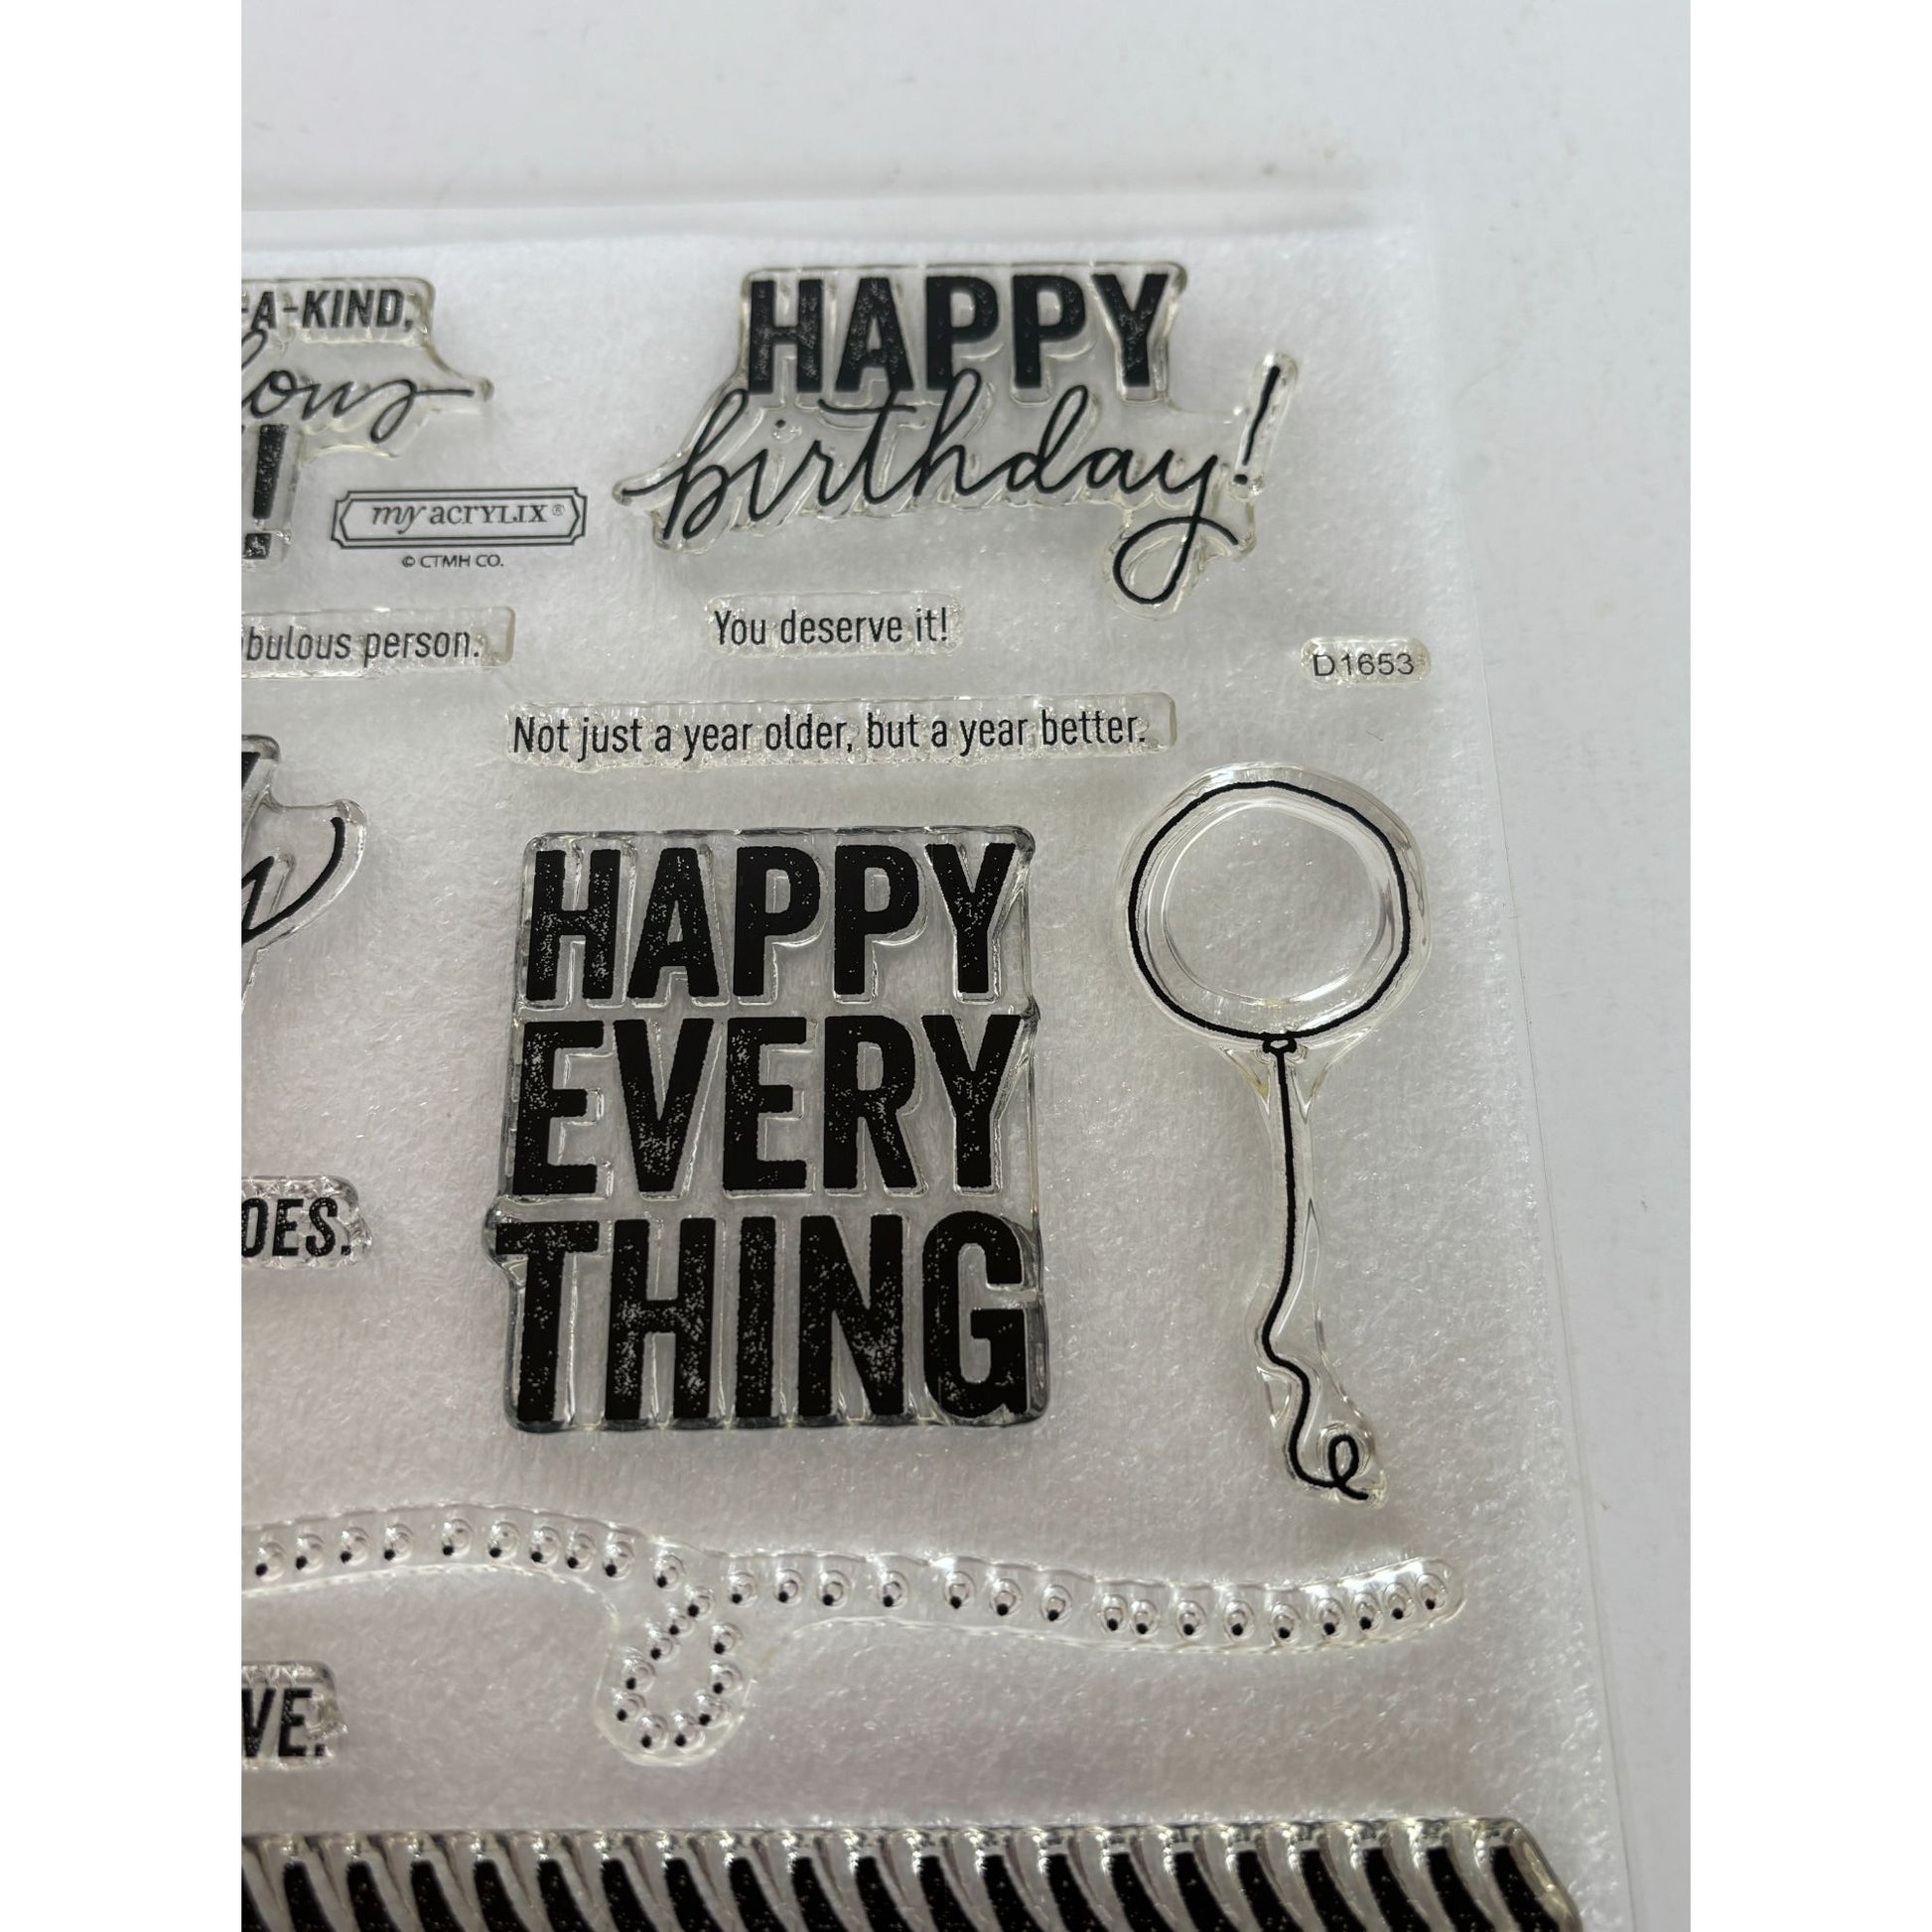 -A-KIND,
HAPPY
birthday!
!
my acrylix®
© CTMH CO.
bulous person.
You deserve it!
D1653
Not just a year older, but a year better.
HAPPY
EVERY
THING
OES.
VE.